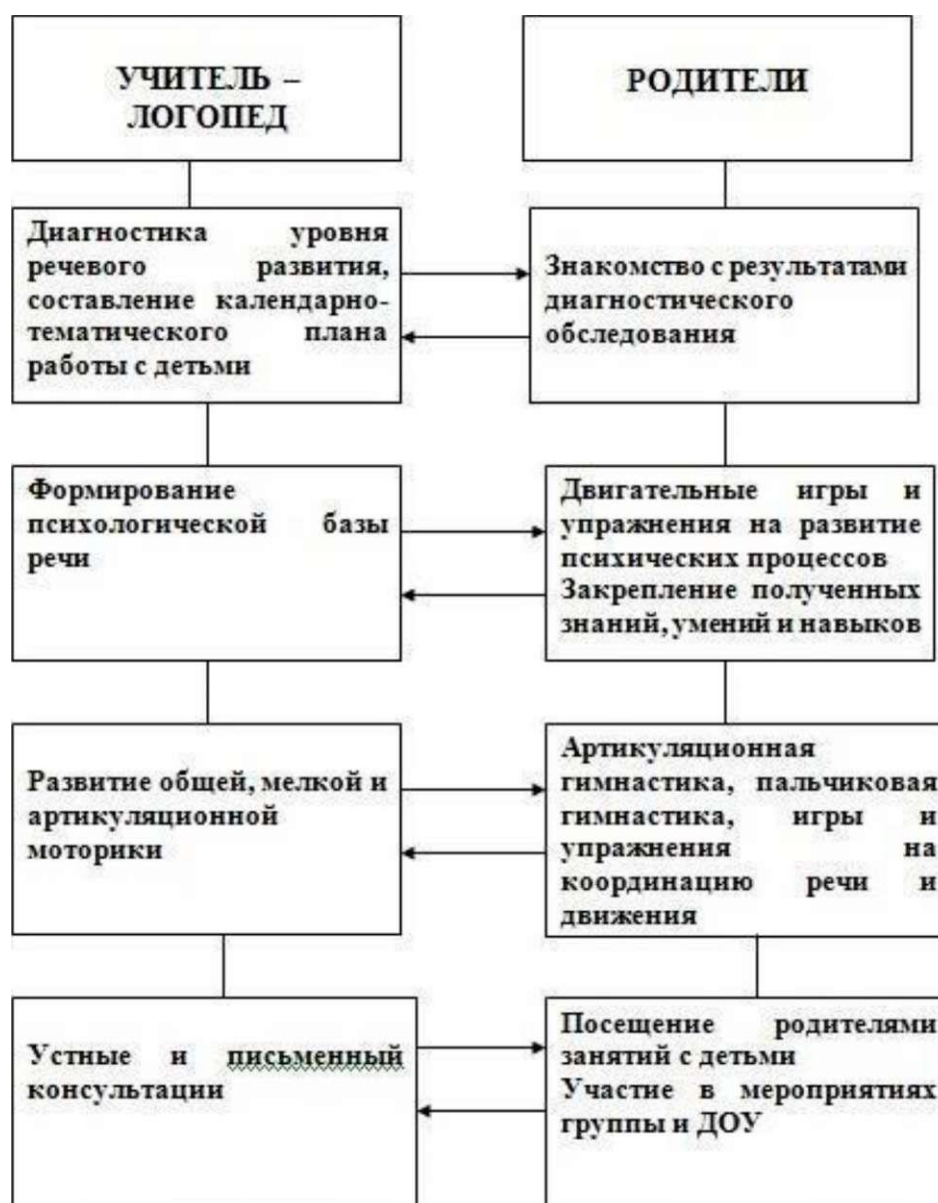 УЧИТЕЛЬ –
ЛОГОПЕД
РОДИТЕЛИ
Диагностика уровня
речевого развития,
составление календарно-
тематического плана
работы с детьми
Знакомство с результатами
диагностического
обследования
Формирование
психологической базы
речи
Двигательные игры и
упражнения на развитие
психических процессов
Закрепление полученных
знаний, умений и навыков
Развитие общей, мелкой и
артикуляционной
моторики
Артикуляционная
гимнастика, пальчиковая
гимнастика, игры и
упражнения на
координацию речи и
движения
Устные и письменный
консультации
Посещение родителями
занятий с детьми
Участие в мероприятиях
группы и ДОУ